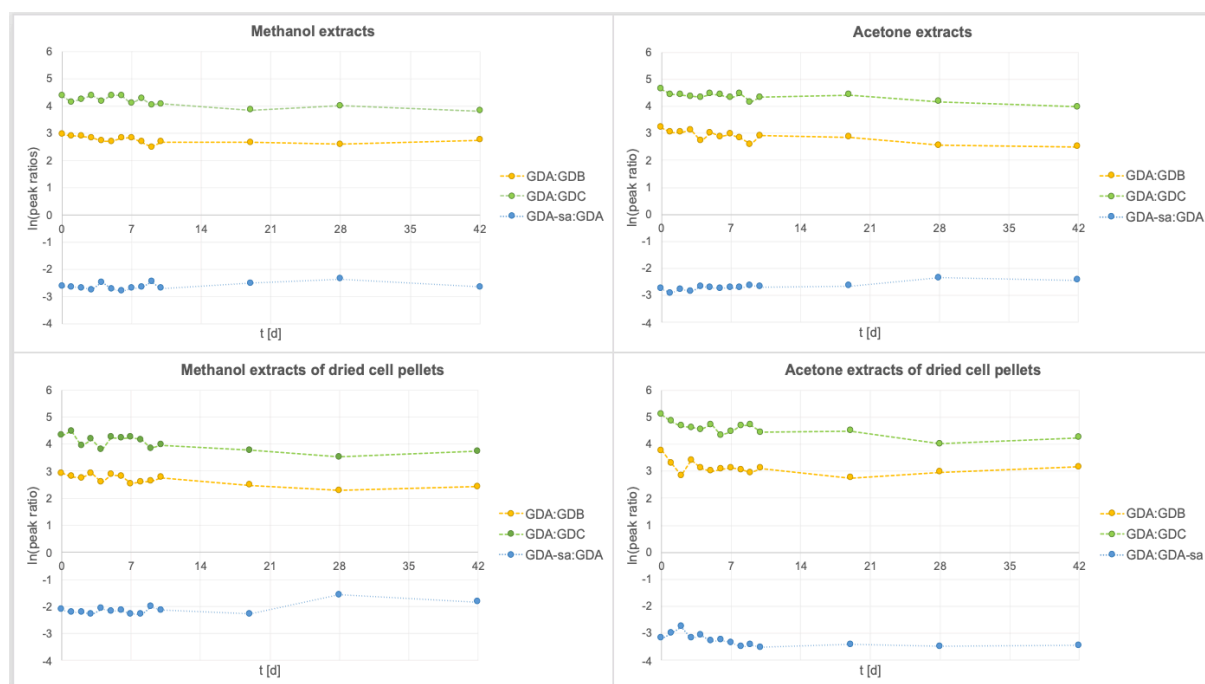 Methanol extracts
ln(peak ratios)
6
5
4
3
2
1
0
-1
-2
-3
-4
0 7 14 21 28 35 42
t [d]
GDA:GDB
GDA:GDC
GDA-sa:GDA
Acetone extracts
ln(peak ratios)
6
5
4
3
2
1
0
-1
-2
-3
-4
0 7 14 21 28 35 42
t [d]
GDA:GDB
GDA:GDC
GDA-sa:GDA
Methanol extracts of dried cell pellets
ln(peak ratio)
6
5
4
3
2
1
0
-1
-2
-3
-4
0 7 14 21 28 35 42
t [d]
GDA:GDB
GDA:GDC
GDA-sa:GDA
Acetone extracts of dried cell pellets
ln(peak ratio)
6
5
4
3
2
1
0
-1
-2
-3
-4
0 7 14 21 28 35 42
t [d]
GDA:GDB
GDA:GDC
GDA:GDA-sa